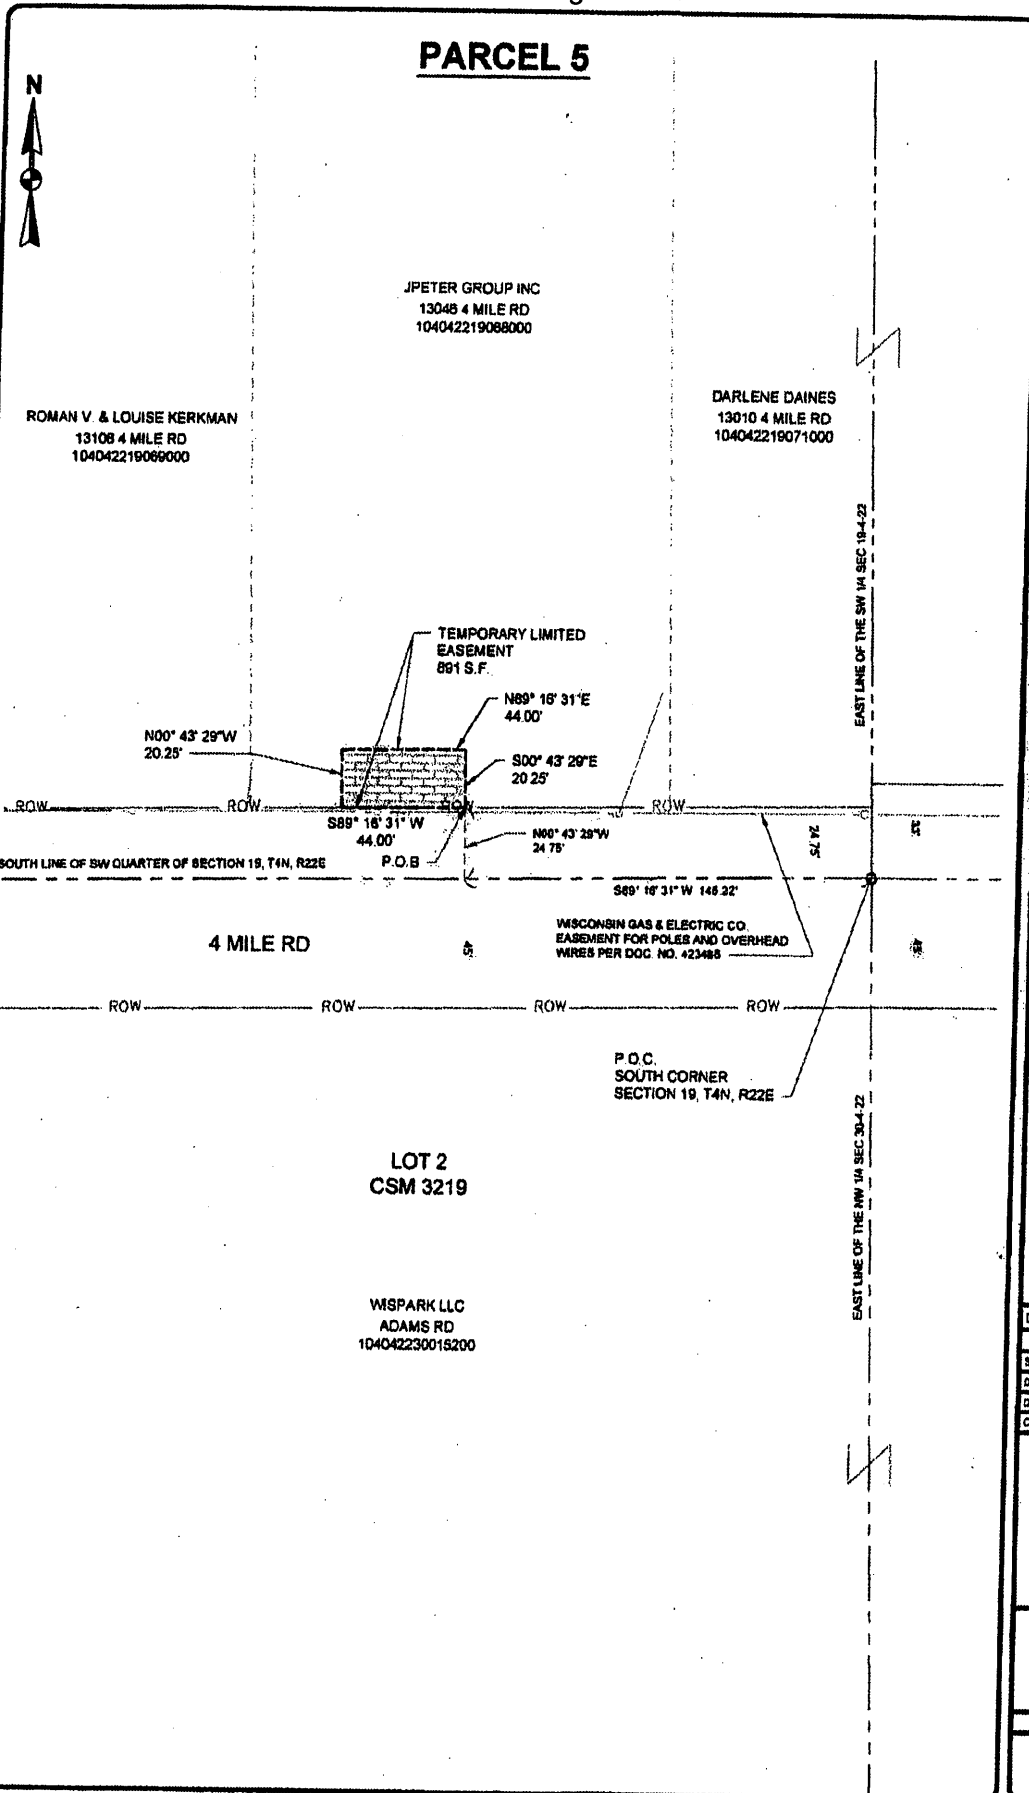 PARCEL 5
N
JPETER GROUP INC
13046 4 MILE RD
104042219068000
DARLENE DAINES
13010 4 MILE RD
104042219071000
ROMAN V. & LOUISE KERKMAN
13108 4 MILE RD
104042219069000
EAST LINE OF THE SW 1/4 SEC 19-4-22
TEMPORARY LIMITED
EASEMENT
891 S.F.
N89° 16' 31"E
44.00'
N00° 43' 29"W
20.25'
S00° 43' 29"E
20.25'
ROW
ROW
ROW
ROW
S89° 16' 31" W
44.00'
N00° 43' 29"W
24.75'
24.75'
33'
SOUTH LINE OF SW QUARTER OF SECTION 19, T4N, R22E
P.O.B
S89° 16' 31" W 146.22'
4 MILE RD
45'
WISCONSIN GAS & ELECTRIC CO.
EASEMENT FOR POLES AND OVERHEAD
WIRES PER DOC. NO.
45'
ROW
ROW
ROW
ROW
P.O.C.
SOUTH CORNER
SECTION 19, T4N, R22E
EAST LINE OF THE NW 1/4 SEC 30-4-22
LOT 2
CSM 3219
WISPARK LLC
ADAMS RD
104042230015200